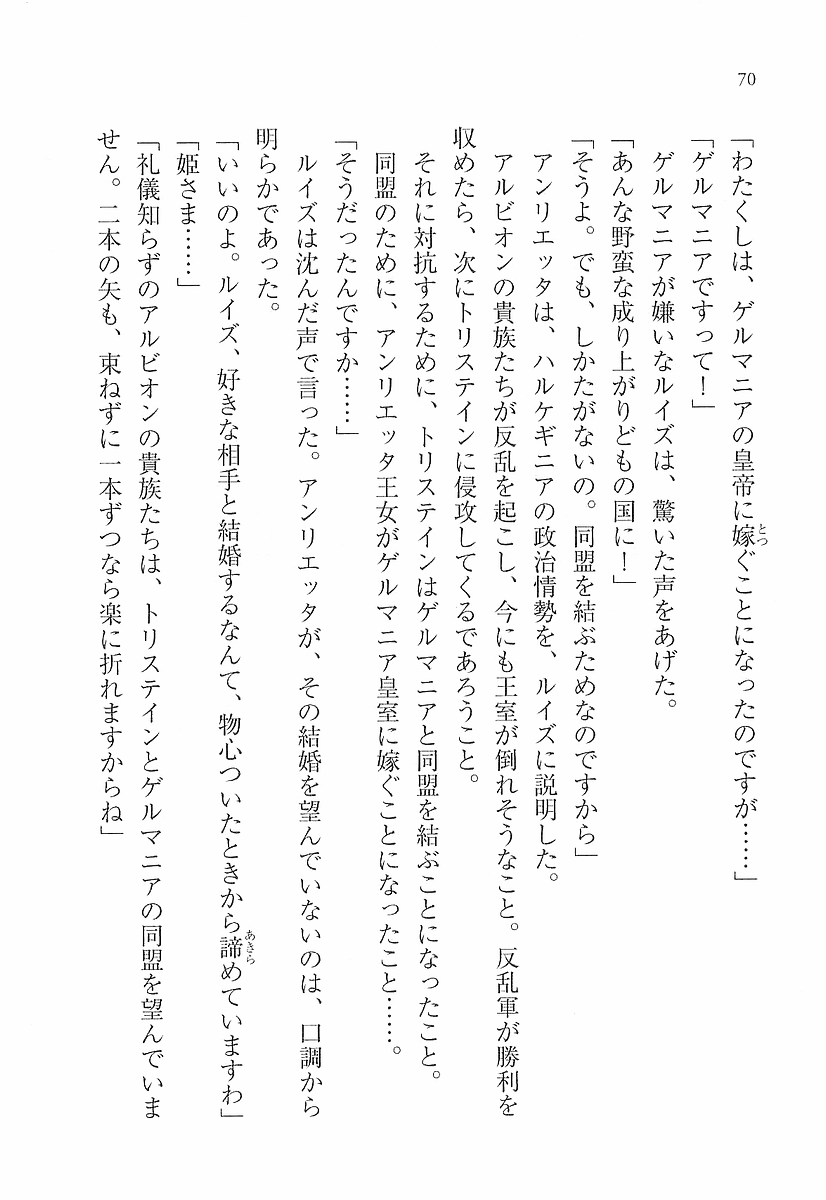 70
「わたくしは、ゲルマニアの皇帝に嫁ぐことになったのですが……」
とつ
「ゲルマニアですって！」
ゲルマニアが嫌いなルイズは、驚いた声をあげた。
「あんな野蛮な成り上がりどもの国に！」
「そうよ。でも、しかたがないの。同盟を結ぶためなのですから」
アンリエッタは、ハルケギニアの政治情勢を、ルイズに説明した。
アルビオンの貴族たちが反乱を起こし、今にも王室が倒れそうなこと。反乱軍が勝利を
収めたら、次にトリステインに侵攻してくるであろうこと。
それに対抗するために、トリステインはゲルマニアと同盟を結ぶことになったこと。
同盟のために、アンリエッタ王女がゲルマニア皇室に嫁ぐことになったこと……。
「そうだったんですか……」
ルイズは沈んだ声で言った。アンリエッタが、その結婚を望んでいないのは、口調から
明らかであった。
「いいのよ。ルイズ、好きな相手と結婚するなんて、物心ついたときから諦めていますわ」
あきら
「姫さま……」
「礼儀知らずのアルビオンの貴族たちは、トリステインとゲルマニアの同盟を望んでいま
せん。二本の矢も、束ねずに一本ずつなら楽に折れますからね」